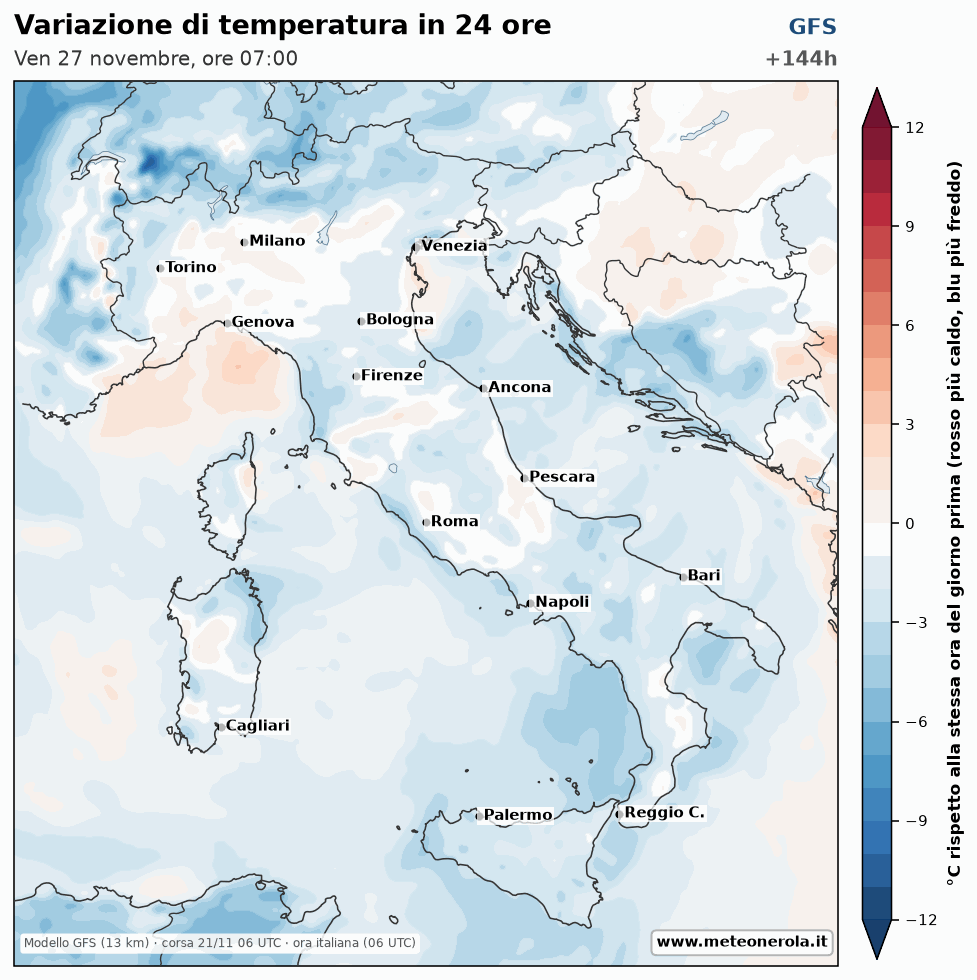 Variazione di temperatura in 24 ore
GFS
Ven 27 novembre, ore 07:00
+144h
Milano
Venezia
Torino
Genova
Bologna
Firenze
Ancona
Pescara
Roma
Bari
Napoli
Cagliari
Palermo
Reggio C.
12
9
6
3
0
−3
−6
−9
−12
°C rispetto alla stessa ora del giorno prima (rosso più caldo, blu più freddo)
Modello GFS (13 km) · corsa 21/11 06 UTC · ora italiana (06 UTC)
www.meteonerola.it